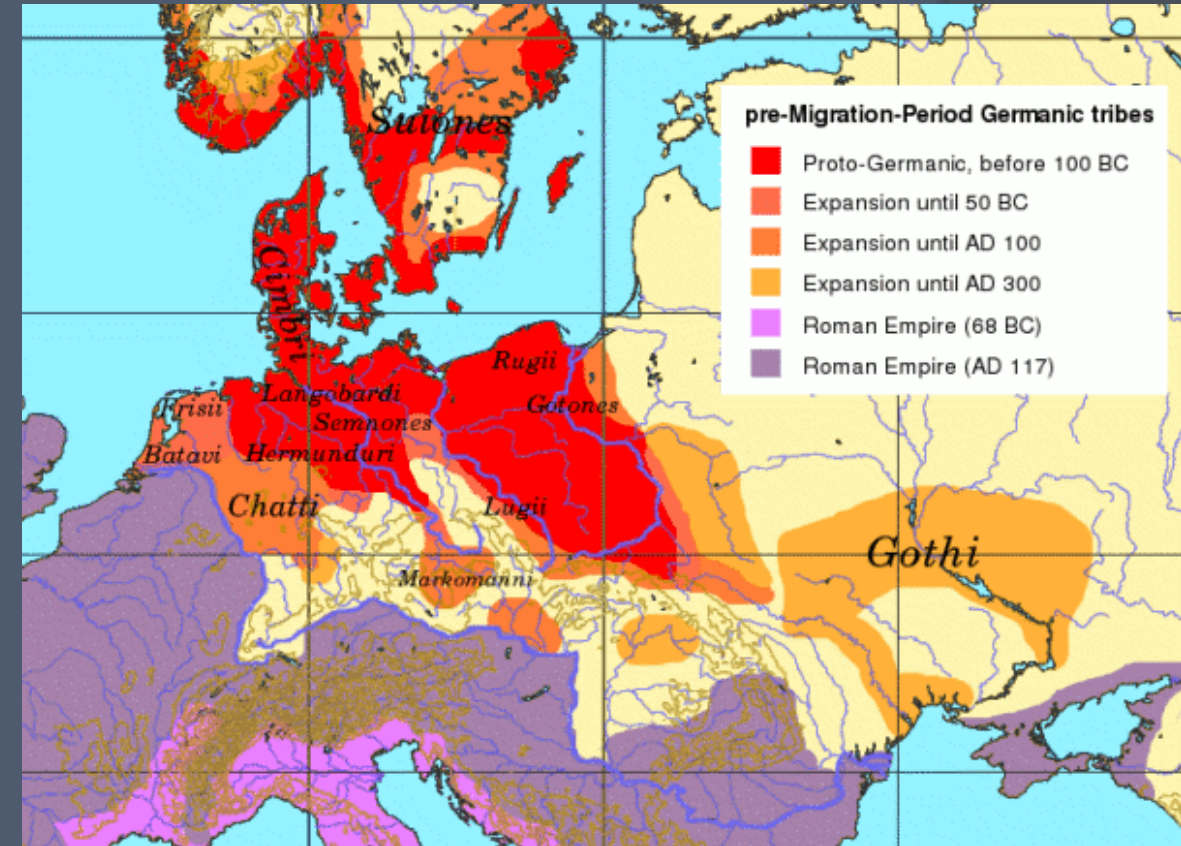 Suiones
pre-Migration-Period Germanic tribes
Proto-Germanic, before 100 BC
Expansion until 50 BC
Expansion until AD 100
Expansion until AD 300
Roman Empire (68 BC)
Roman Empire (AD 117)
Cimbri
Rugii
Langobardi
Frisii
Gotones
Semnones
Batavi
Hermunduri
Chatti
Lugii
Gothi
Markomanni